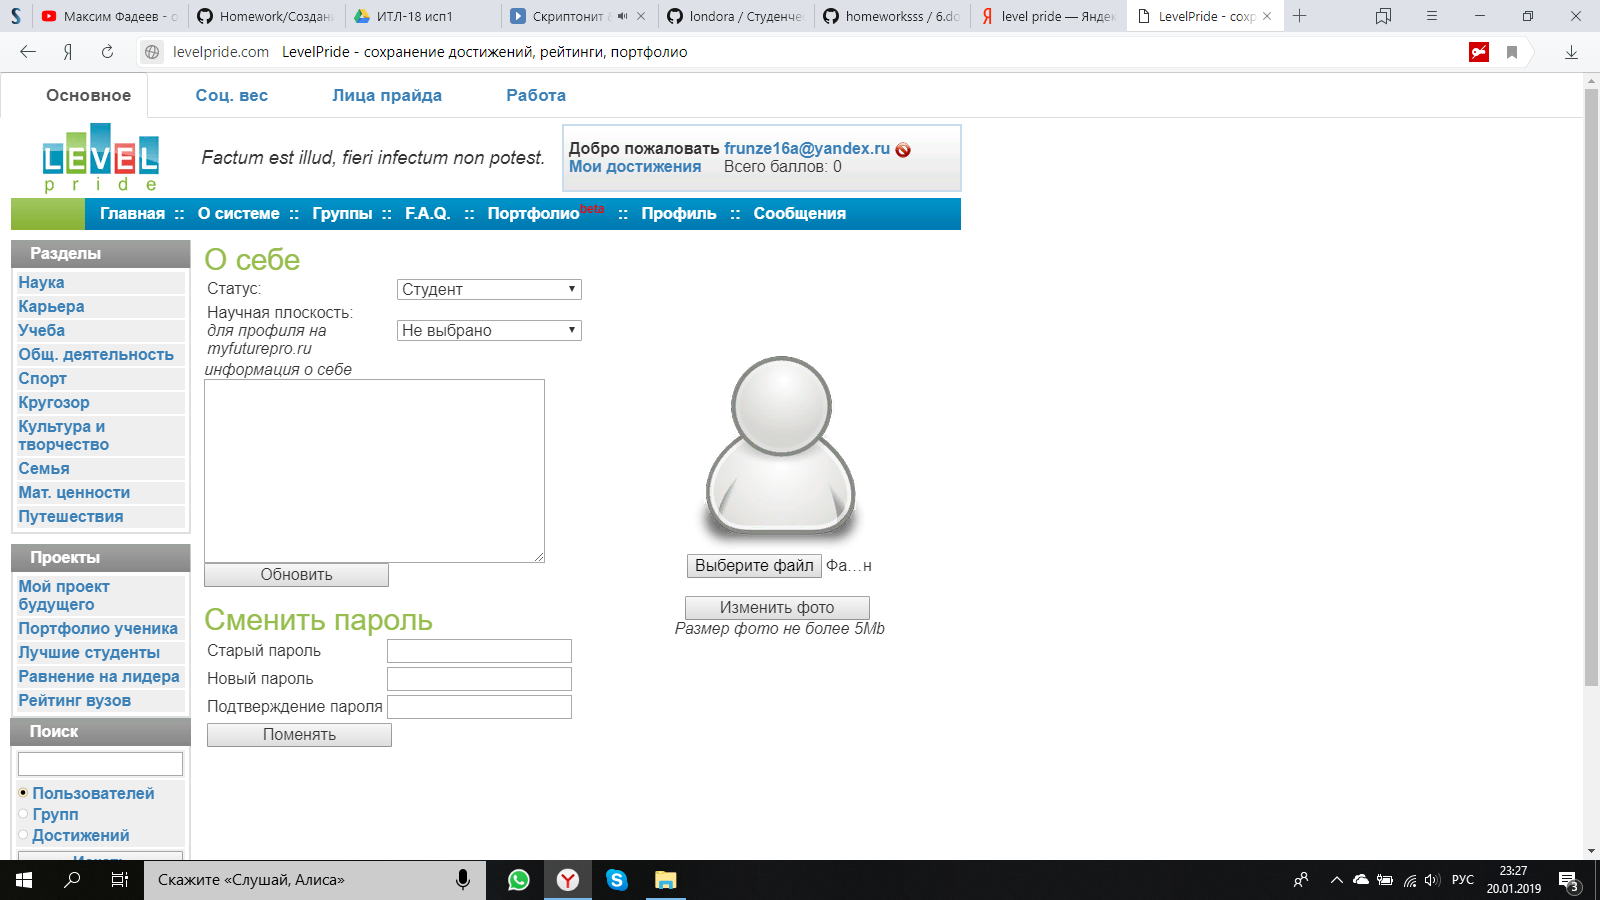 Максим Фадеев - о
Homework/Создани
ИТЛ-18 исп1
Скриптонит
londora / Студенчес
homeworksss / 6.do
level pride — Яндек
LevelPride - сохр
levelpride.com LevelPride - сохранение достижений, рейтинги, портфолио
Основное Соц. вес Лица прайда Работа
LEVEL
pride
Factum est illud, fieri infectum non potest.
Добро пожаловать frunze16a@yandex.ru
Мои достижения Всего баллов: 0
Главная :: О системе :: Группы :: F.A.Q. :: Портфолио beta :: Профиль :: Сообщения
Разделы
Наука
Карьера
Учеба
Общ. деятельность
Спорт
Кругозор
Культура и
творчество
Семья
Мат. ценности
Путешествия
Проекты
Мой проект
будущего
Портфолио ученика
Лучшие студенты
Равнение на лидера
Рейтинг вузов
Поиск
Пользователей
Групп
Достижений
Искать
О себе
Статус: Студент
Научная плоскость:
для профиля на
myfuturepro.ru
Не выбрано
информация о себе
Обновить
Сменить пароль
Старый пароль
Новый пароль
Подтверждение пароля
Поменять
Выберите файл Фа...н
Изменить фото
Размер фото не более 5Mb
Скажите «Слушай, Алиса»
РУС
23:27
20.01.2019
3